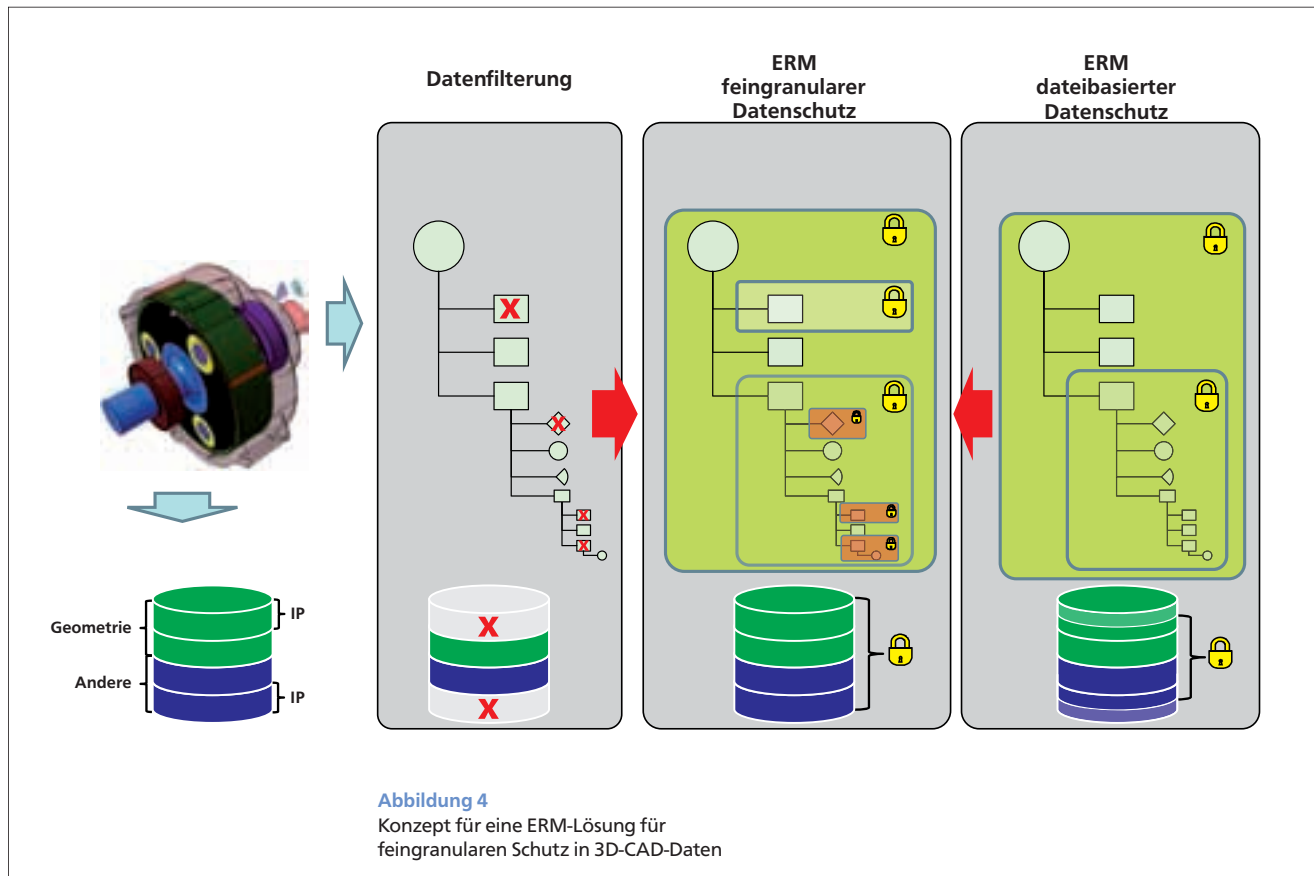 Datenfilterung
ERM
feingranularer
Datenschutz
ERM
dateibasierter
Datenschutz
X
X
X
X
Geometrie
IP
Andere
IP
X
X
Abbildung 4
Konzept für eine ERM-Lösung für
feingranularen Schutz in 3D-CAD-Daten